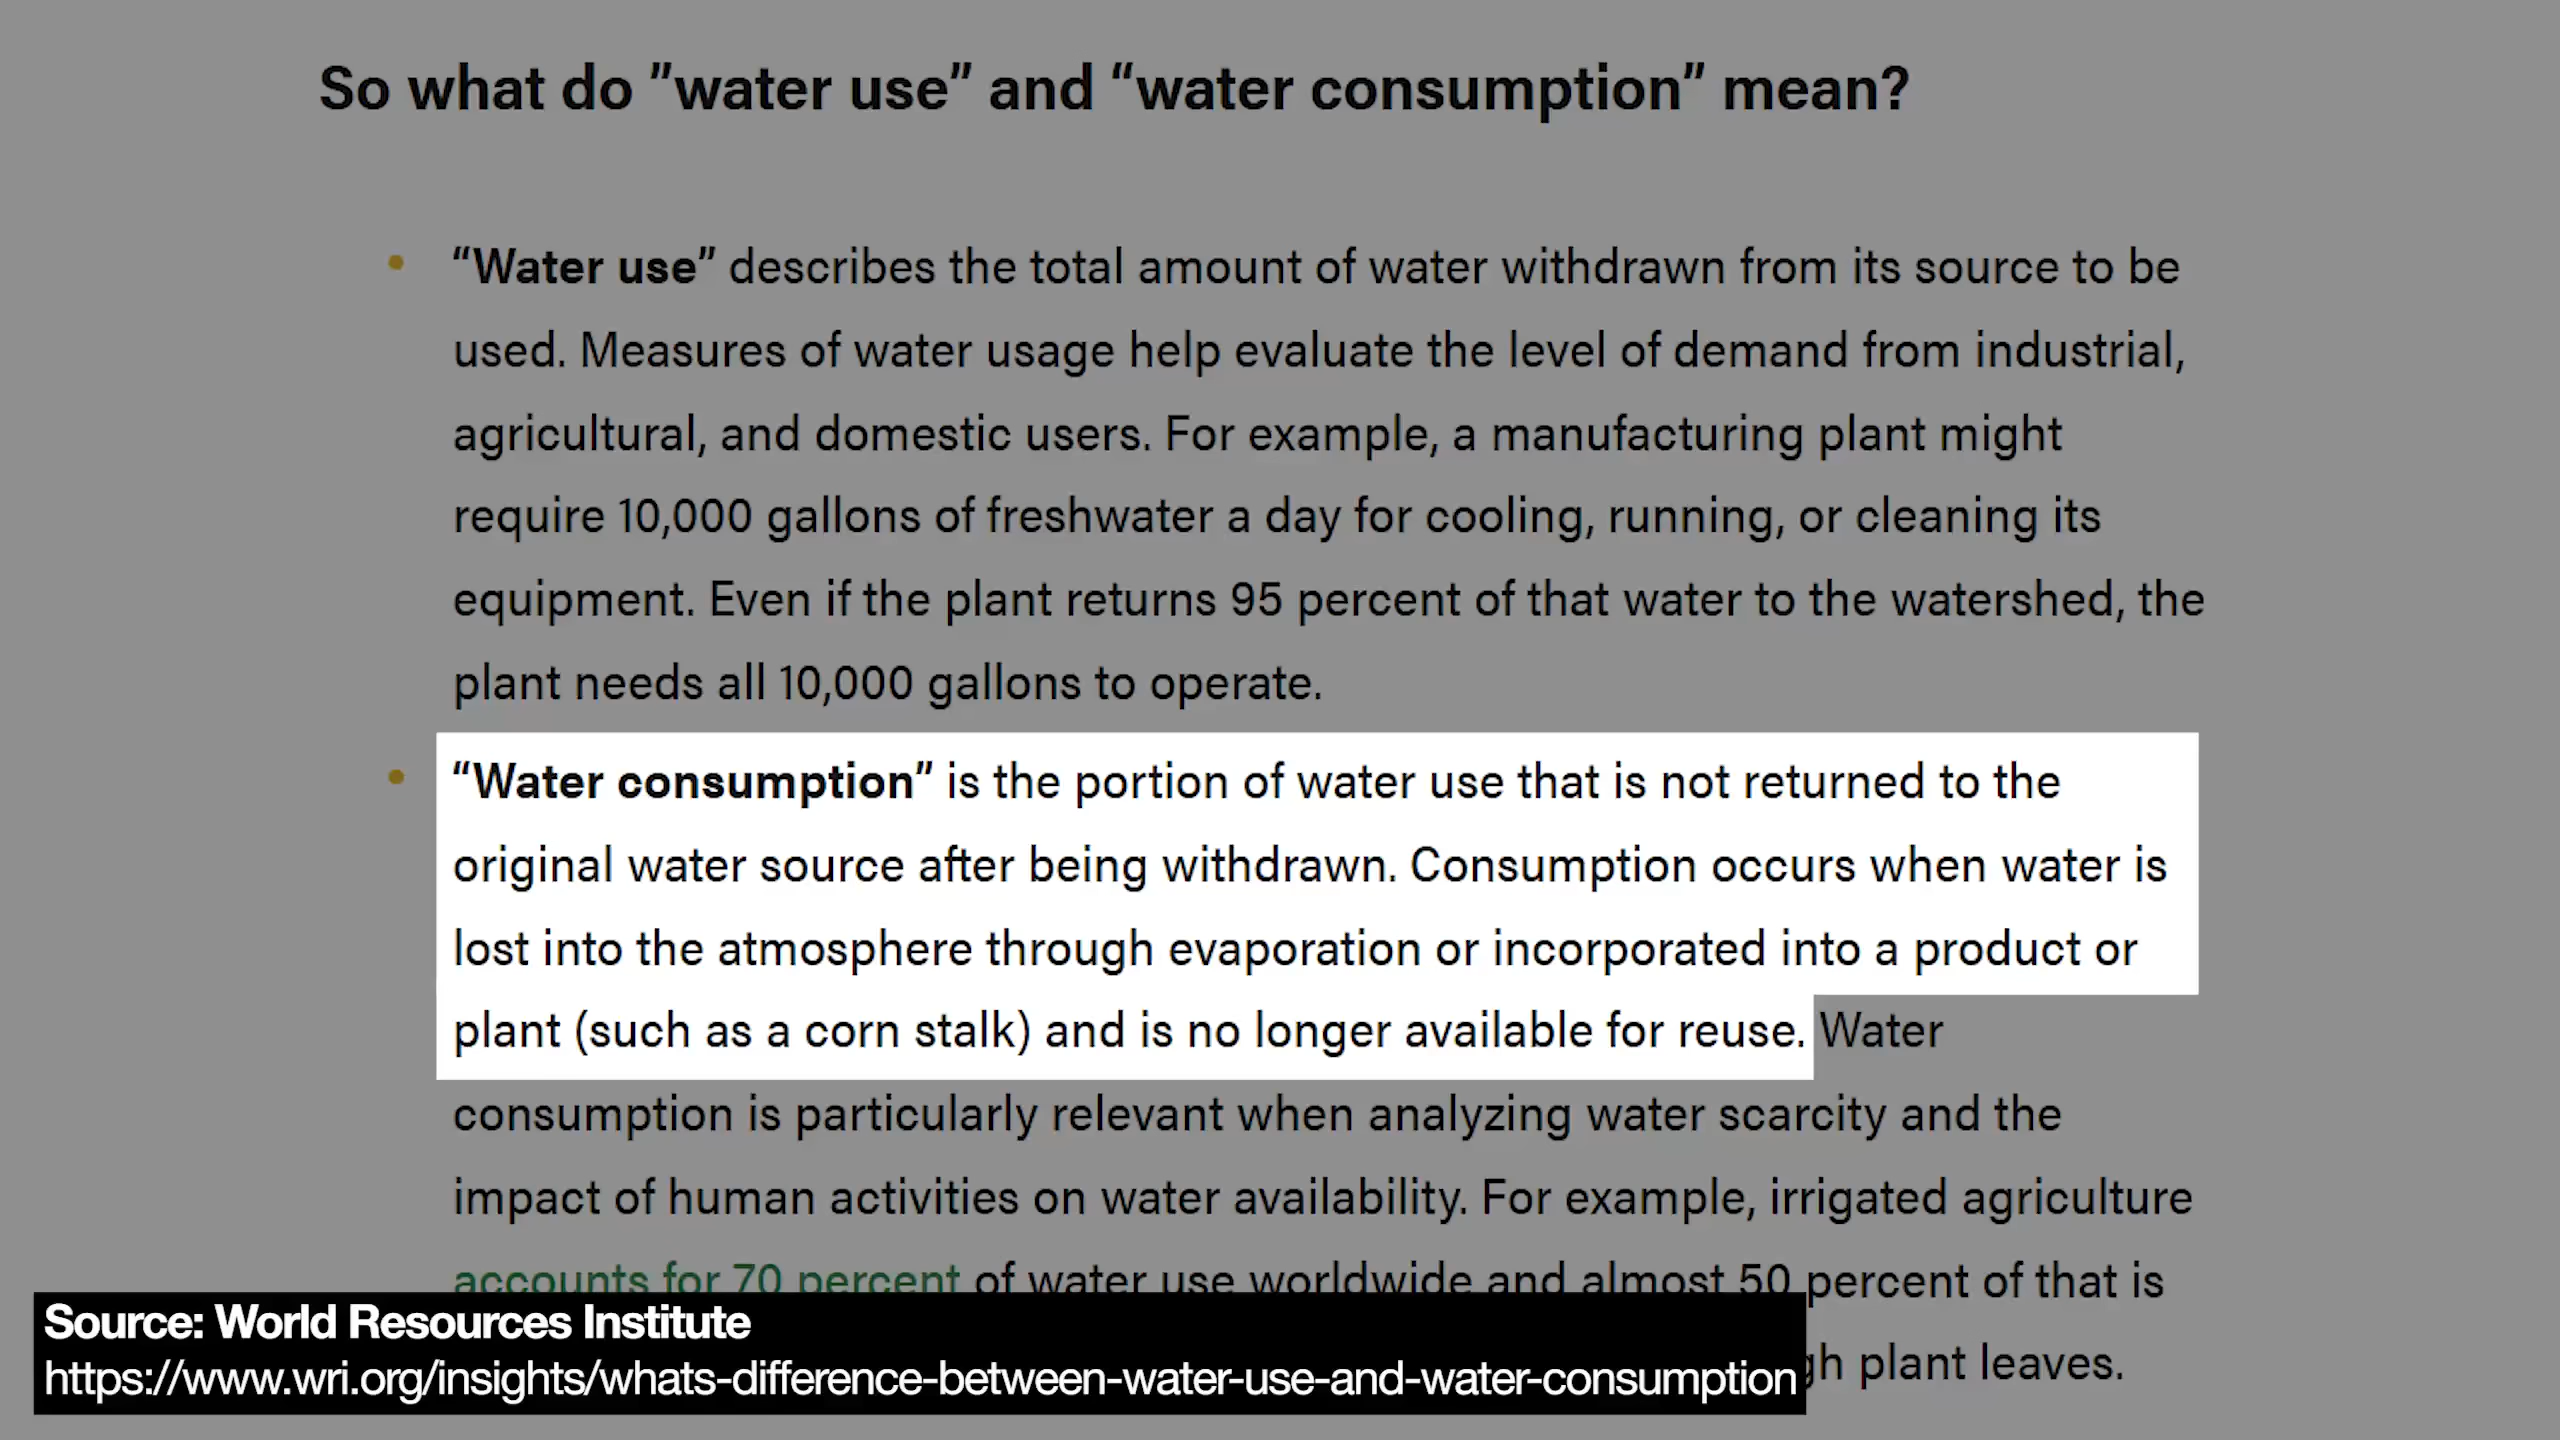 So what do ”water use” and “water consumption” mean?
“Water use” describes the total amount of water withdrawn from its source to be
used. Measures of water usage help evaluate the level of demand from industrial,
agricultural, and domestic users. For example, a manufacturing plant might
require 10,000 gallons of freshwater a day for cooling, running, or cleaning its
equipment. Even if the plant returns 95 percent of that water to the watershed, the
plant needs all 10,000 gallons to operate.
“Water consumption” is the portion of water use that is not returned to the
original water source after being withdrawn. Consumption occurs when water is
lost into the atmosphere through evaporation or incorporated into a product or
plant (such as a corn stalk) and is no longer available for reuse. Water
consumption is particularly relevant when analyzing water scarcity and the
impact of human activities on water availability. For example, irrigated agriculture
accounts for 70 percent of water use worldwide and almost 50 percent of that is
plant leaves.
Source: World Resources Institute
https://www.wri.org/insights/whats-difference-between-water-use-and-water-consumption